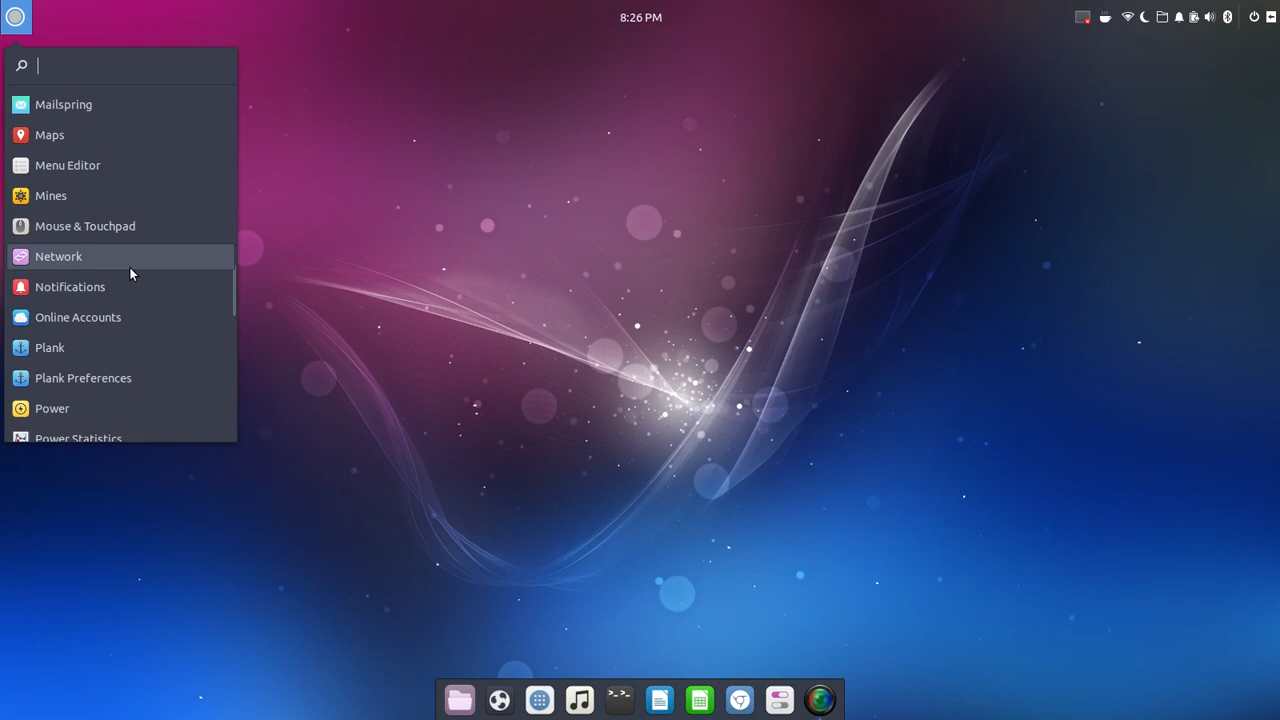 8:26 PM
Mailspring
Maps
Menu Editor
Mines
Mouse & Touchpad
Network
Notifications
Online Accounts
Plank
Plank Preferences
Power
Power Statistics
>_>_